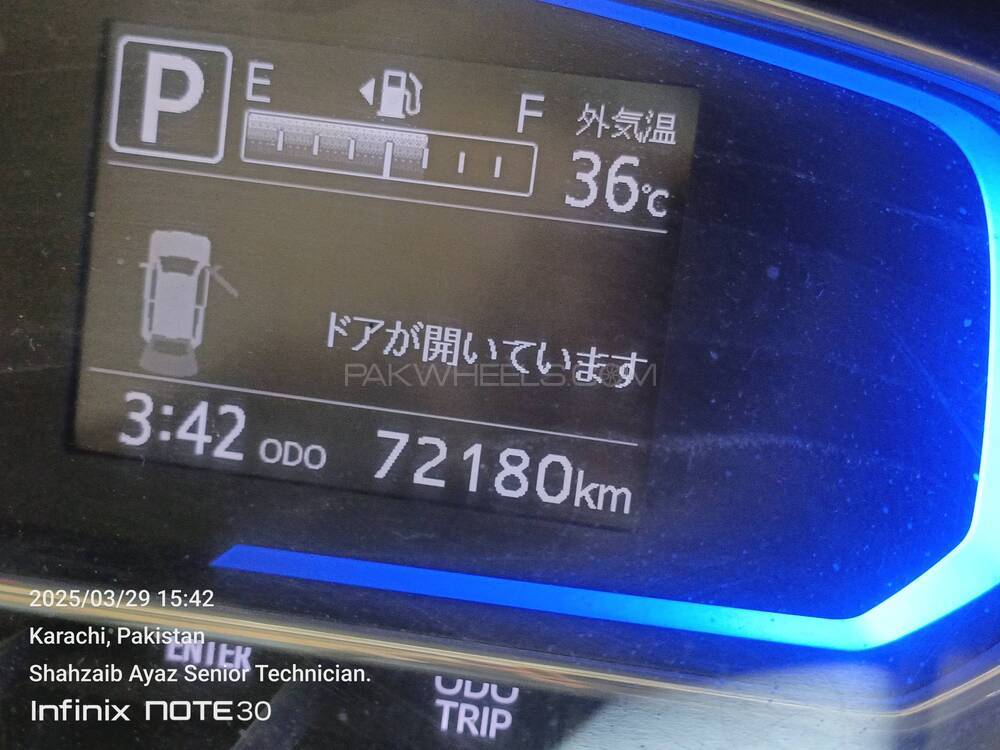 P
E
F
外気温
36℃
ドアが開いています
PAKWHEELS.COM
3:42 ODO 72180km
2025/03/29 15:42
Karachi, Pakistan
ENTER
Shahzaib Ayaz Senior Technician.
Infinix NOTE30
ODO
TRIP